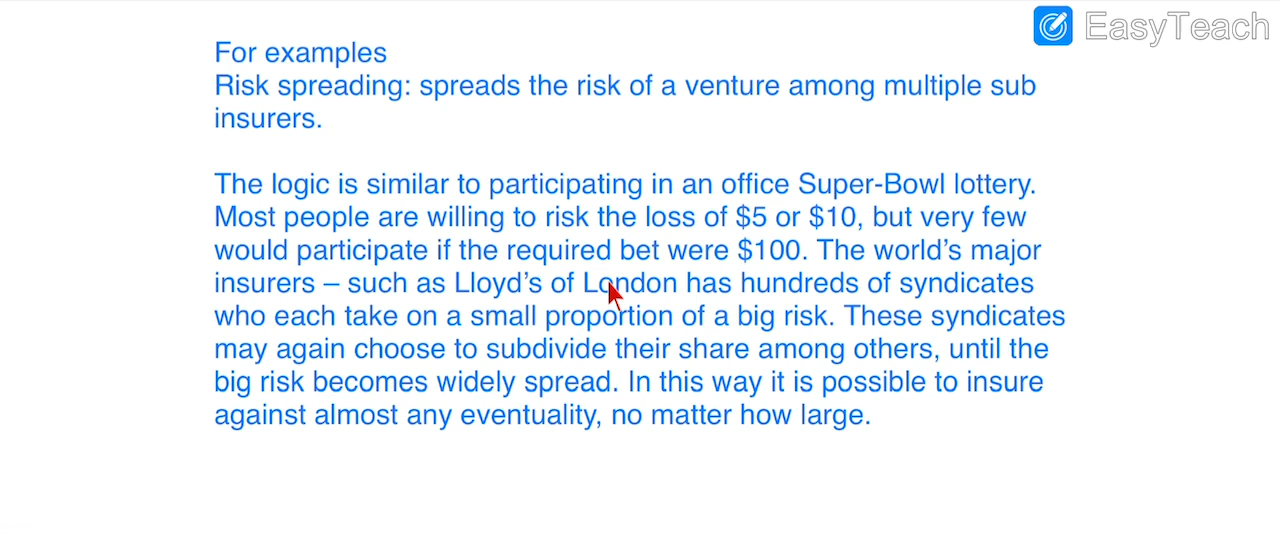 EasyTeach
For examples
Risk spreading: spreads the risk of a venture among multiple sub
insurers.
The logic is similar to participating in an office Super-Bowl lottery.
Most people are willing to risk the loss of $5 or $10, but very few
would participate if the required bet were $100. The world’s major
insurers – such as Lloyd’s of London has hundreds of syndicates
who each take on a small proportion of a big risk. These syndicates
may again choose to subdivide their share among others, until the
big risk becomes widely spread. In this way it is possible to insure
against almost any eventuality, no matter how large.